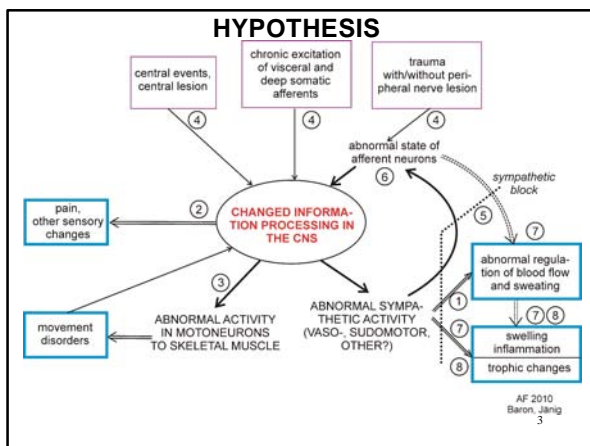 HYPOTHESIS
central events,
central lesion
chronic excitation
of visceral and
deep somatic
afferents
trauma
with/without peri-
pheral nerve lesion
4
4
4
abnormal state of
afferent neurons
6
sympathetic
block
5
7
pain,
other sensory
changes
2
CHANGED INFORMA-
TION PROCESSING IN
THE CNS
abnormal regula-
tion of blood flow
and sweating
3
1
7 8
movement
disorders
ABNORMAL ACTIVITY
IN MOTONEURONS
TO SKELETAL MUSCLE
ABNORMAL SYMPA-
THETIC ACTIVITY
(VASO-, SUDOMOTOR,
OTHER?)
7
8
swelling
inflammation
trophic changes
AF 2010
Baron, Jänig
3